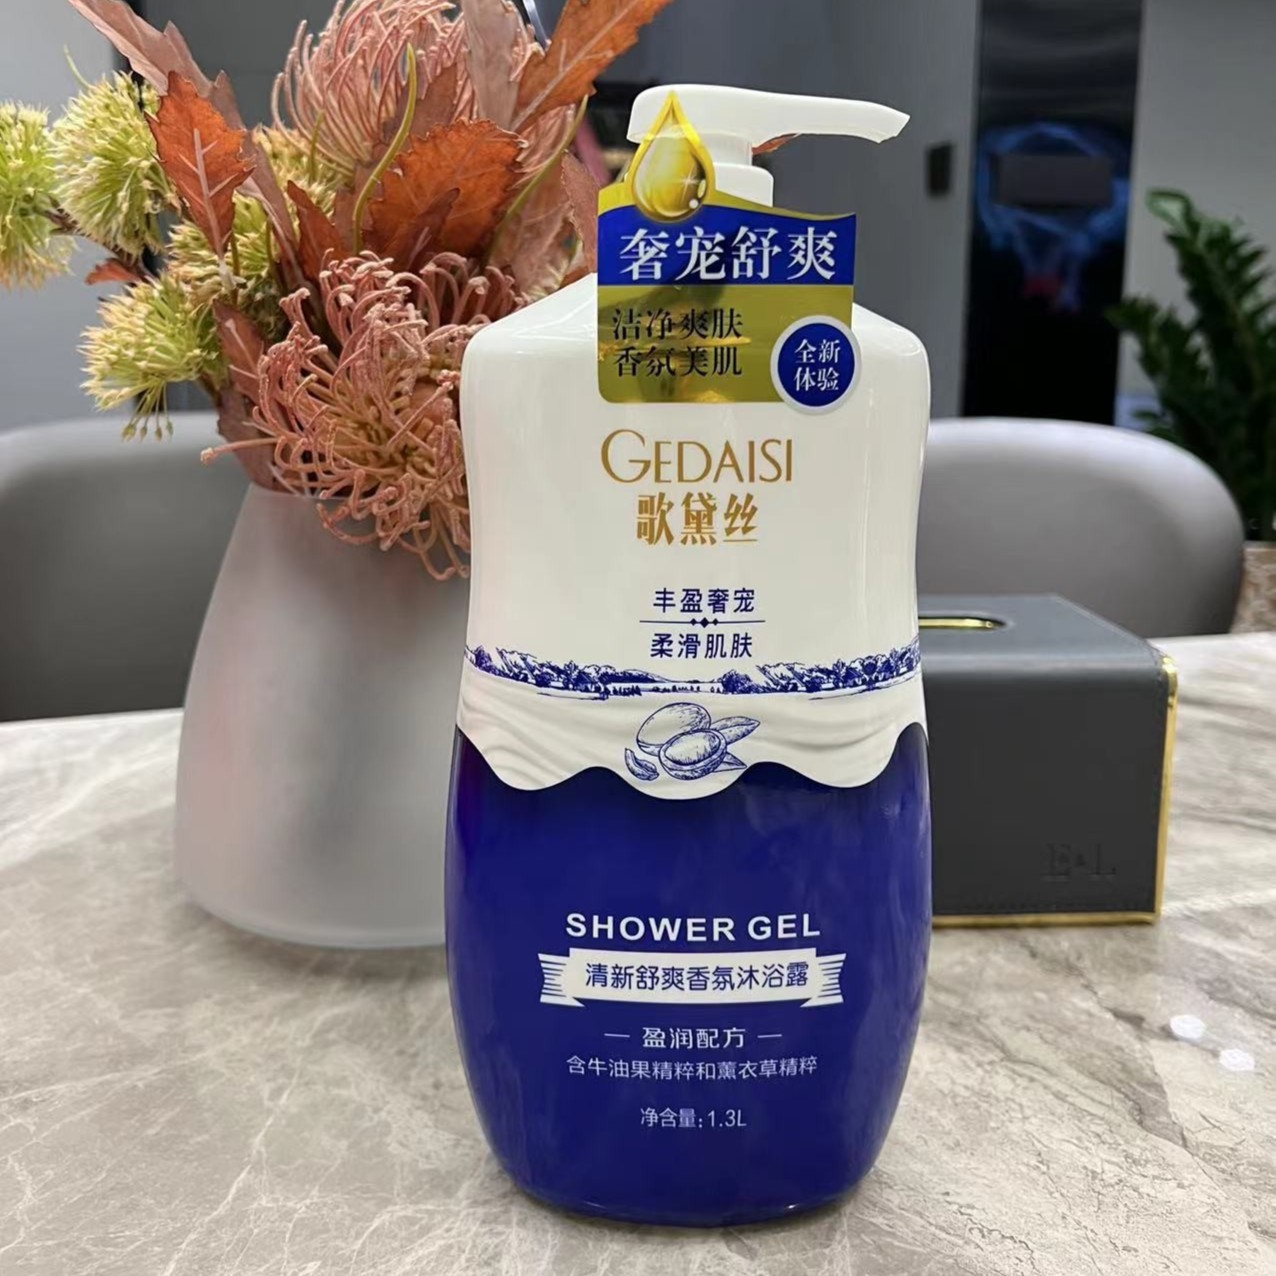 奢宠舒爽
洁净爽肤
香氛美肌
全新
体验
GEDAISI
歌黛丝
丰盈奢宠
柔滑肌肤
SHOWER GEL
清新舒爽香氛沐浴露
盈润配方
含牛油果精粹和薰衣草精粹
净含量:1.3L
E&L